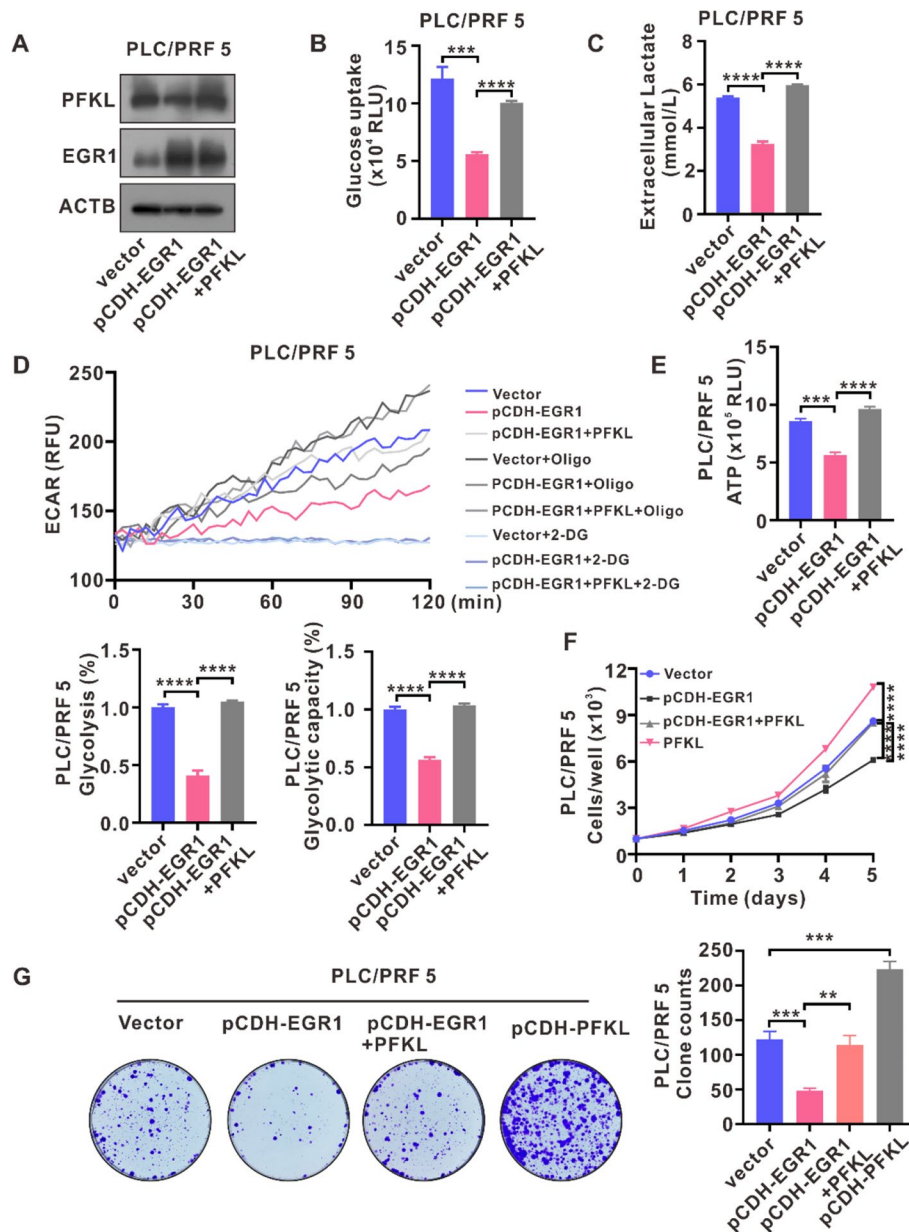 A
PLC/PRF 5
PFKL
EGR1
ACTB
vector
pCDH-EGR1
pCDH-EGR1
+PFKL
B
PLC/PRF 5
Glucose uptake
(x10⁴ RLU)
15
10
5
0
***
****
vector
pCDH-EGR1
pCDH-EGR1
+PFKL
C
PLC/PRF 5
Extracellular Lactate
(mmol/L)
8
6
4
2
0
****
****
vector
pCDH-EGR1
pCDH-EGR1
+PFKL
D
PLC/PRF 5
ECAR (RFU)
250
200
150
100
0
30
60
90
120 (min)
Vector
pCDH-EGR1
pCDH-EGR1+PFKL
Vector+Oligo
PCDH-EGR1+Oligo
PCDH-EGR1+PFKL+Oligo
Vector+2-DG
pCDH-EGR1+2-DG
pCDH-EGR1+PFKL+2-DG
PLC/PRF 5
Glycolysis (%)
1.5
1.0
0.5
0.0
****
****
vector
pCDH-EGR1
pCDH-EGR1
+PFKL
PLC/PRF 5
Glycolytic capacity (%)
1.5
1.0
0.5
0.0
****
****
vector
pCDH-EGR1
pCDH-EGR1
+PFKL
E
PLC/PRF 5
ATP (x10⁵ RLU)
15
10
5
0
***
****
vector
pCDH-EGR1
pCDH-EGR1
+PFKL
F
PLC/PRF 5
Cells/well (x10³)
12
9
6
3
0
0
1
2
3
4
5
Time (days)
Vector
pCDH-EGR1
pCDH-EGR1+PFKL
PFKL
****
****
****
G
PLC/PRF 5
Vector
pCDH-EGR1
pCDH-EGR1
+PFKL
pCDH-PFKL
PLC/PRF 5
Clone counts
250
200
150
100
50
0
***
***
**
vector
pCDH-EGR1
pCDH-EGR1
+PFKL
pCDH-PFKL